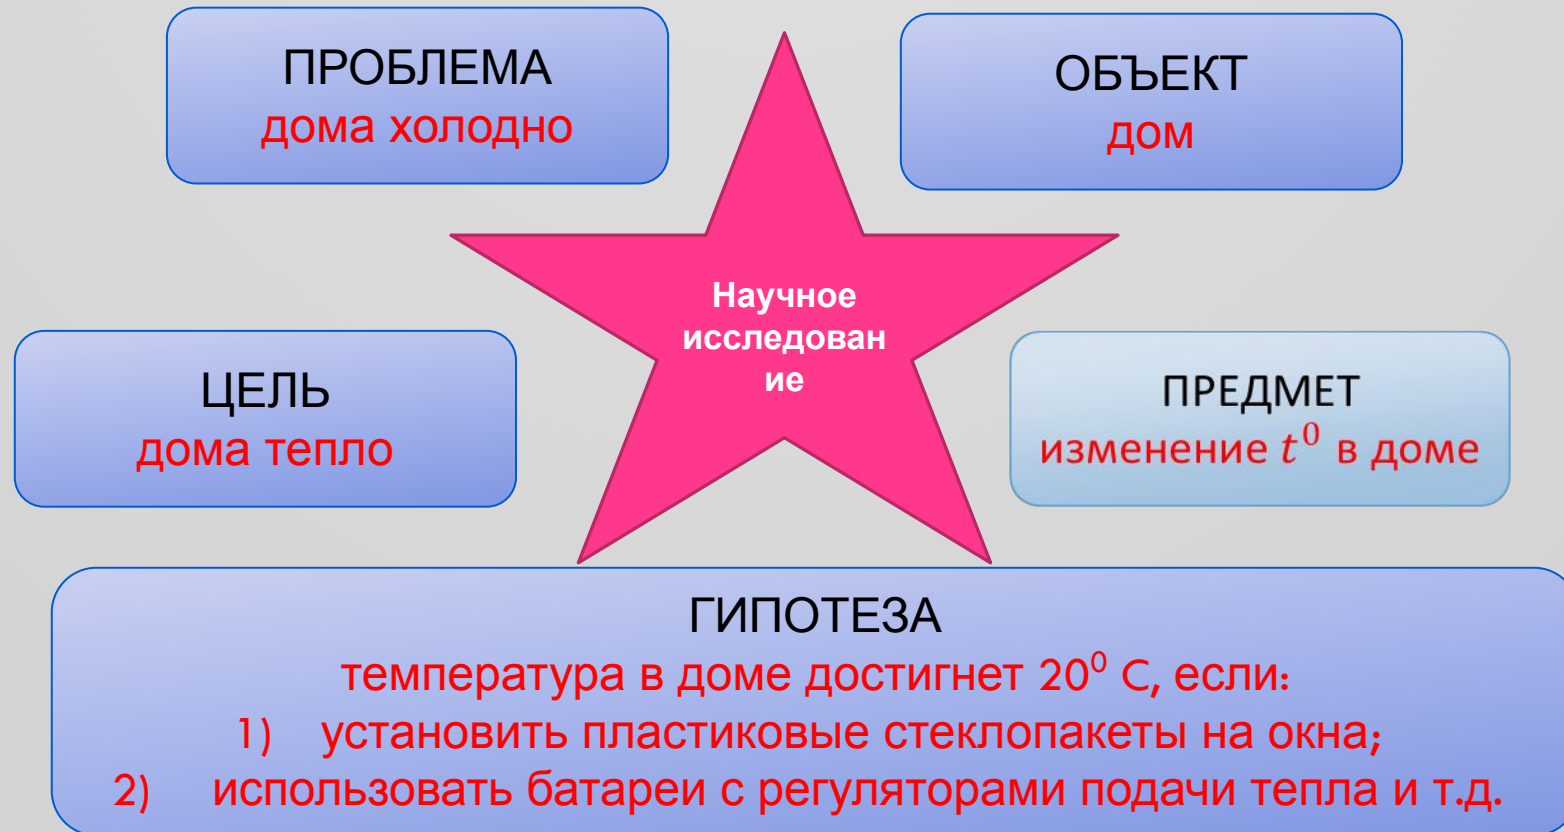 ПРОБЛЕМА
дома холодно
ОБЪЕКТ
дом
Научное
исследован
ие
ЦЕЛЬ
дома тепло
ПРЕДМЕТ
изменение t⁰ в доме
ГИПОТЕЗА
температура в доме достигнет 20⁰ С, если:
1) установить пластиковые стеклопакеты на окна;
2) использовать батареи с регуляторами подачи тепла и т.д.